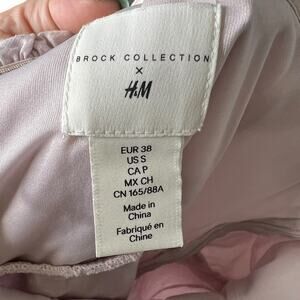 BROCK COLLECTION
×
H&M
EUR 38
US S
CA P
MX CH
CN 165/88A
Made in
China
Fabriqué en
Chine